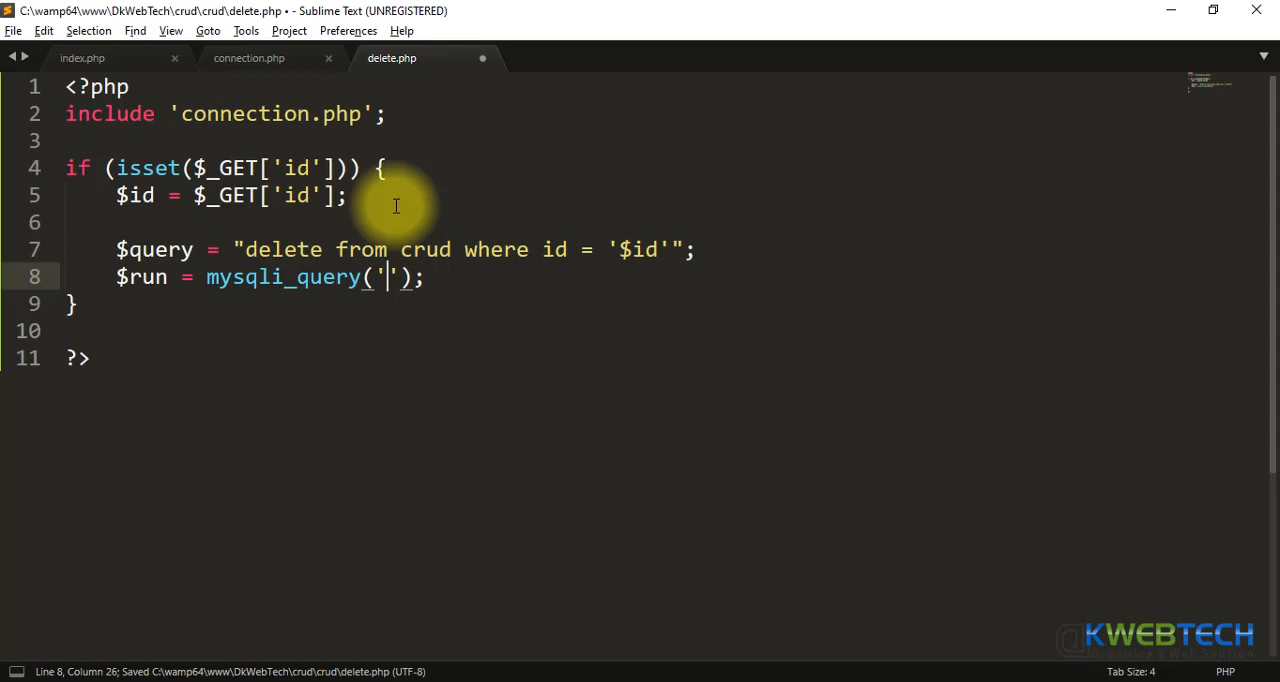 C:\wamp64\www\DkWebTech\crud\crud\delete.php • - Sublime Text (UNREGISTERED)
File Edit Selection Find View Goto Tools Project Preferences Help
index.php × connection.php × delete.php
1 <?php
2 include 'connection.php';
3
4 if (isset($_GET['id'])) {
5 $id = $_GET['id'];
6
7 $query = "delete from crud where id = '$id'";
8 $run = mysqli_query('');
9 }
10
11 ?>
@KWEBTECH
Line 8, Column 26; Saved C:\wamp64\www\DkWebTech\crud\crud\delete.php (UTF-8) Tab Size: 4 PHP